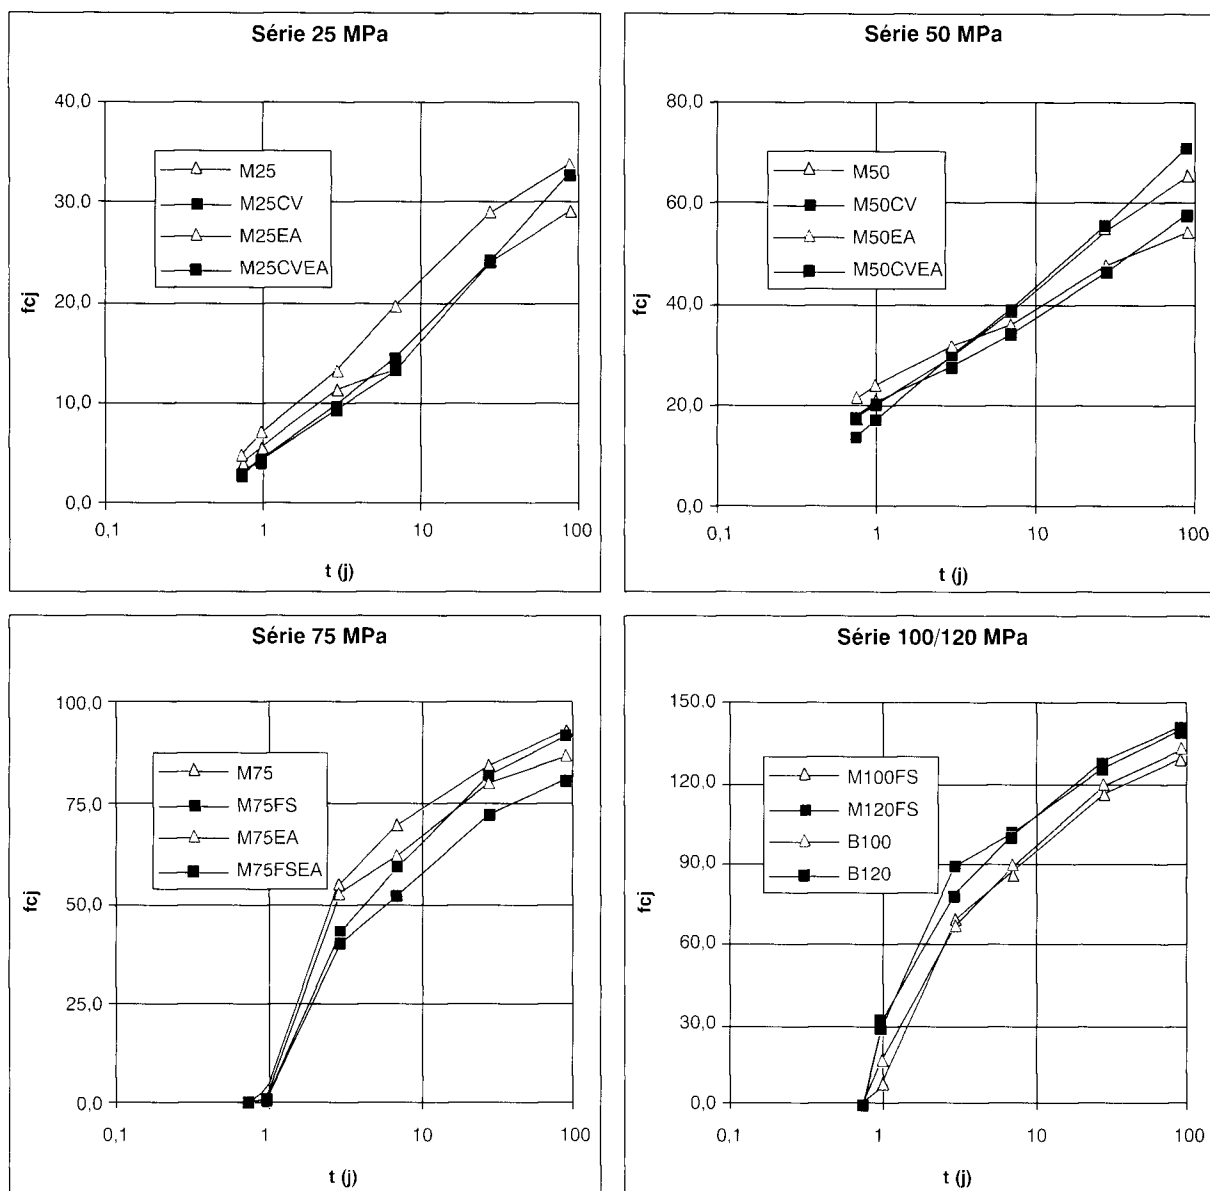 Série 25 MPa
40,0
30.0
20,0
10,0
0,0
fcj
M25
M25CV
M25EA
M25CVEA
0,1
1
10
100
t (j)
Série 50 MPa
80,0
60,0
40,0
20,0
0,0
fcj
M50
M50CV
M50EA
M50CVEA
0,1
1
10
100
t (j)
Série 75 MPa
100,0
75,0
50,0
25,0
0,0
fcj
M75
M75FS
M75EA
M75FSEA
0,1
1
10
100
t (j)
Série 100/120 MPa
150.0
120,0
90,0
60,0
30,0
0,0
fcj
M100FS
M120FS
B100
B120
0,1
1
10
100
t (j)